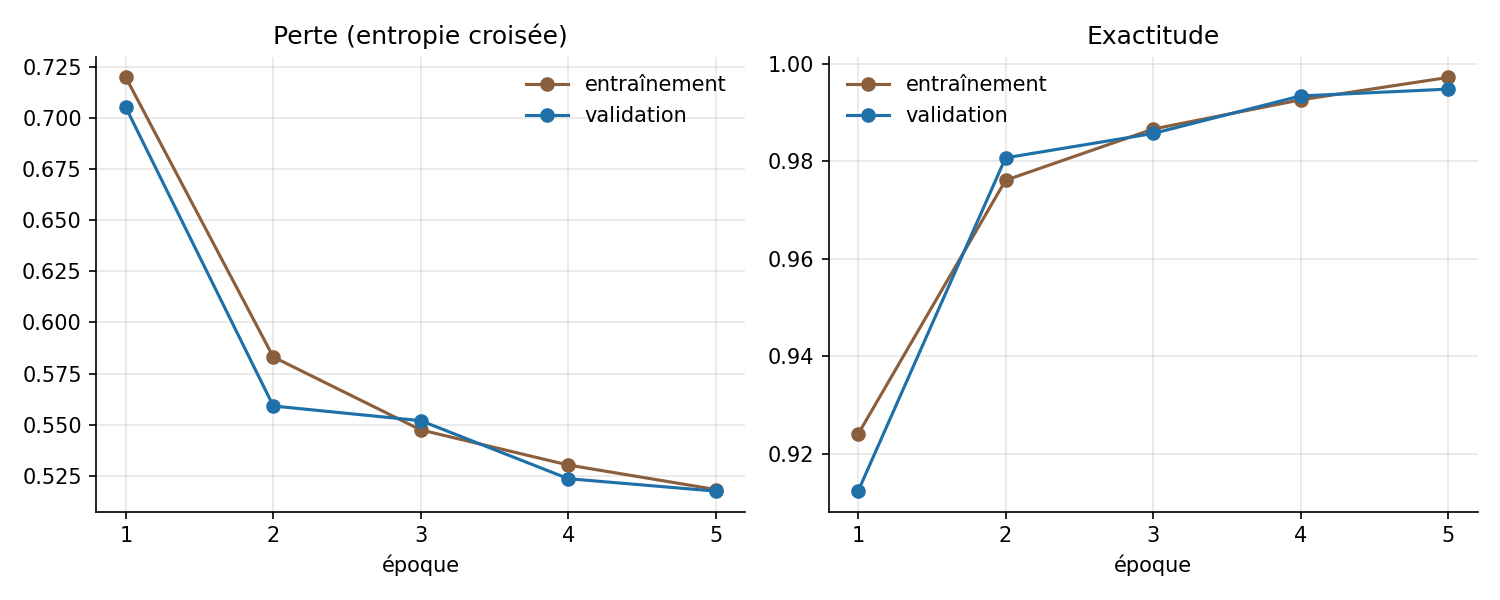 Perte (entropie croisée)
0.725
0.700
0.675
0.650
0.625
0.600
0.575
0.550
0.525
entraînement
validation
1 2 3 4 5
époque
Exactitude
1.00
0.98
0.96
0.94
0.92
entraînement
validation
1 2 3 4 5
époque